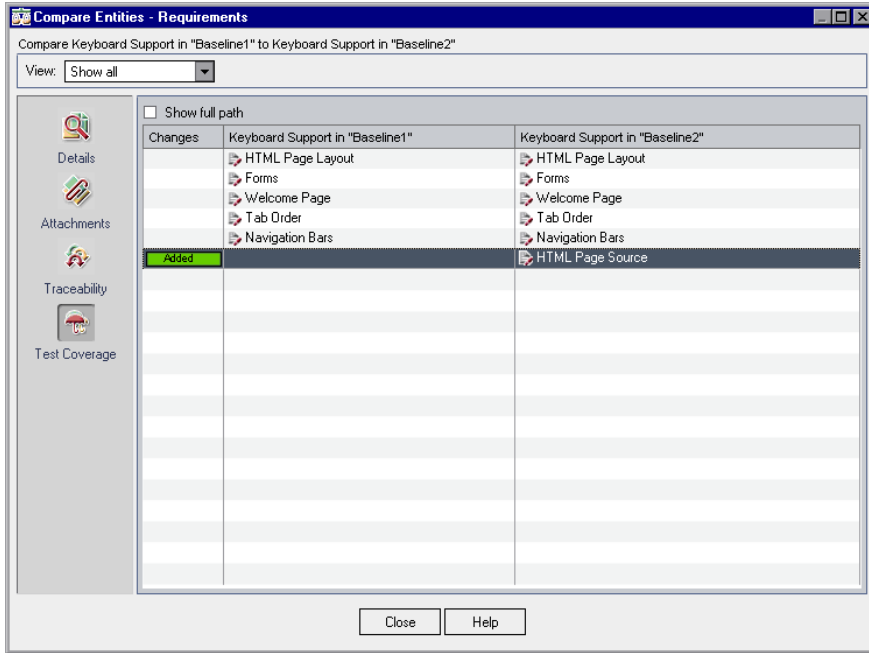 Compare Entities - Requirements
Compare Keyboard Support in "Baseline1" to Keyboard Support in "Baseline2"
View: Show all
Details
Attachments
Traceability
Test Coverage
Show full path
Changes Keyboard Support in "Baseline1" Keyboard Support in "Baseline2"
HTML Page Layout HTML Page Layout
Forms Forms
Welcome Page Welcome Page
Tab Order Tab Order
Navigation Bars Navigation Bars
Added HTML Page Source
Close Help